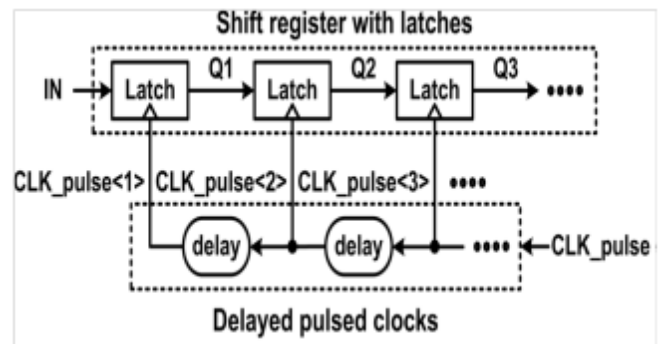 Shift register with latches
IN Latch Q1 Latch Q2 Latch Q3 ....
CLK_pulse<1> CLK_pulse<2> CLK_pulse<3> ....
delay delay .... CLK_pulse
Delayed pulsed clocks